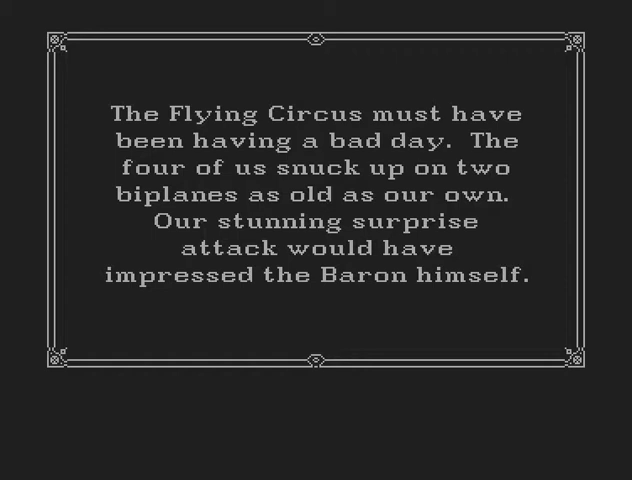 The Flying Circus must have
been having a bad day.  The
four of us snuck up on two
biplanes as old as our own.
Our stunning surprise
attack would have
impressed the Baron himself.